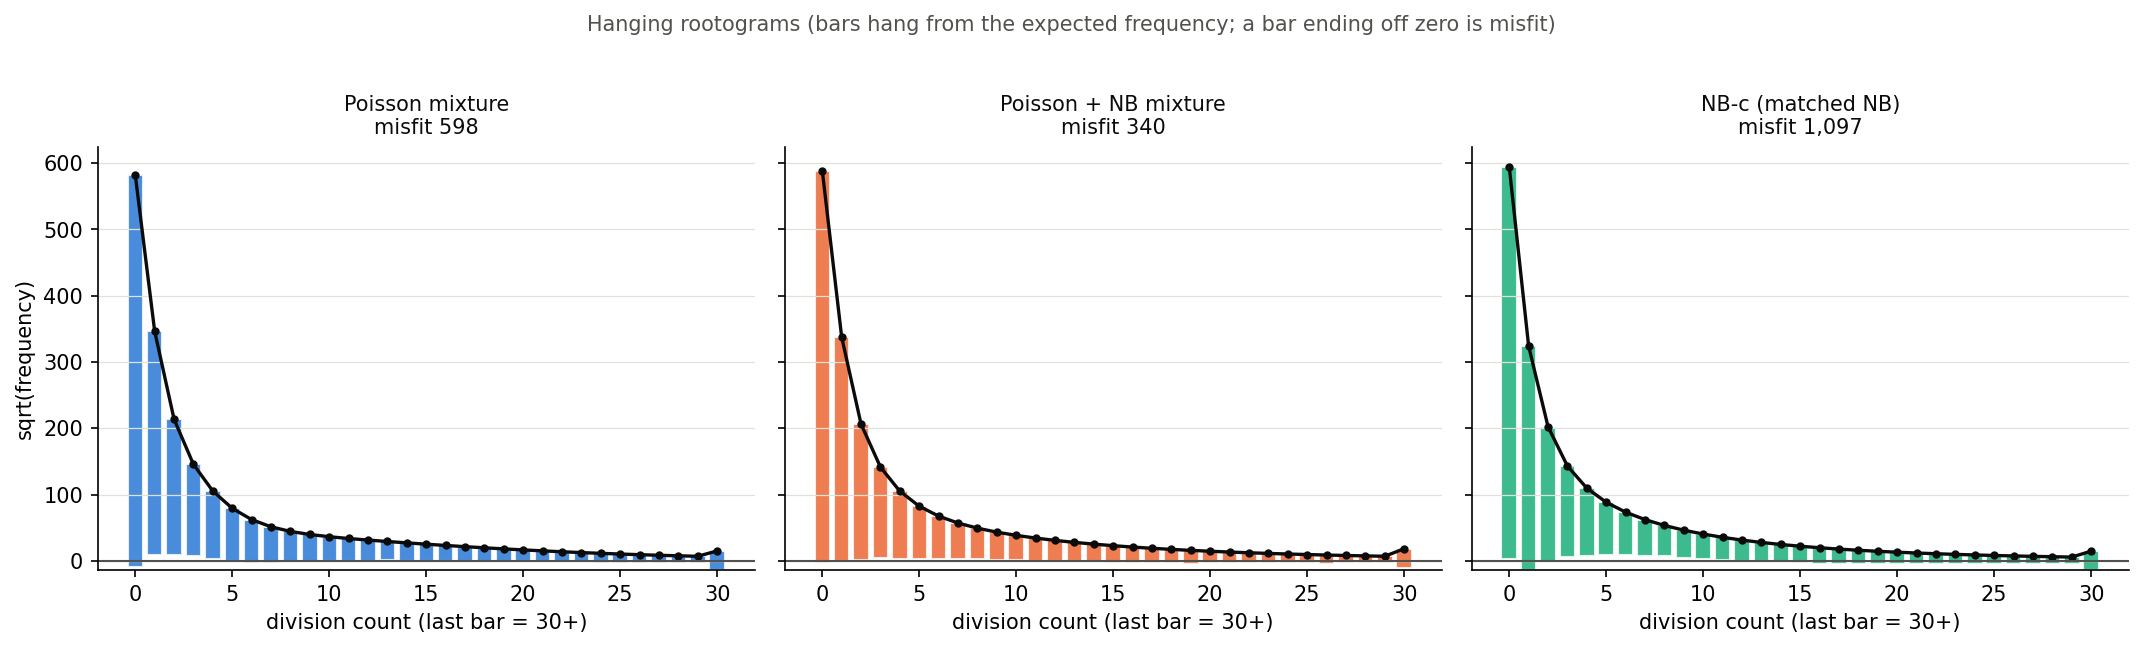 Hanging rootograms (bars hang from the expected frequency; a bar ending off zero is misfit)
Poisson mixture
misfit 598
Poisson + NB mixture
misfit 340
NB-c (matched NB)
misfit 1,097
sqrt(frequency)
600
500
400
300
200
100
0
0 5 10 15 20 25 30
0 5 10 15 20 25 30
0 5 10 15 20 25 30
division count (last bar = 30+)
division count (last bar = 30+)
division count (last bar = 30+)